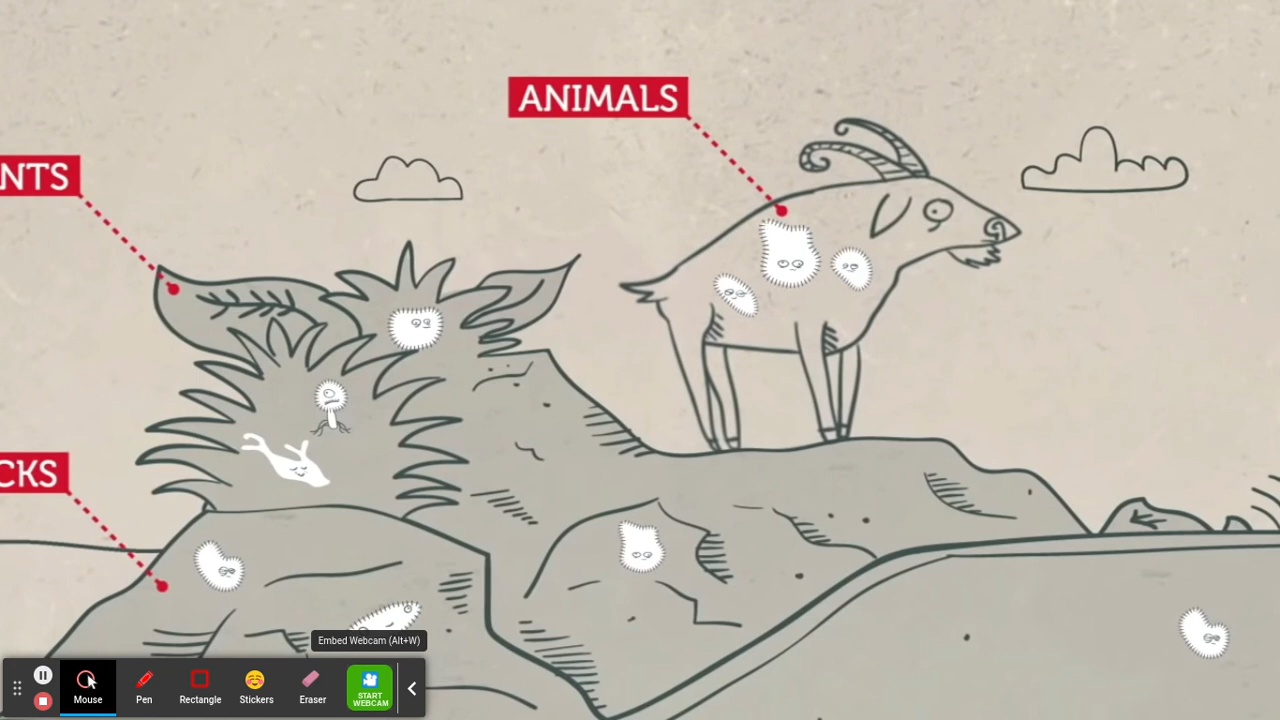 ANIMALS
NTS
CKS
Embed Webcam (Alt+W)
Mouse
Pen
Rectangle
Stickers
Eraser
START
WEBCAM